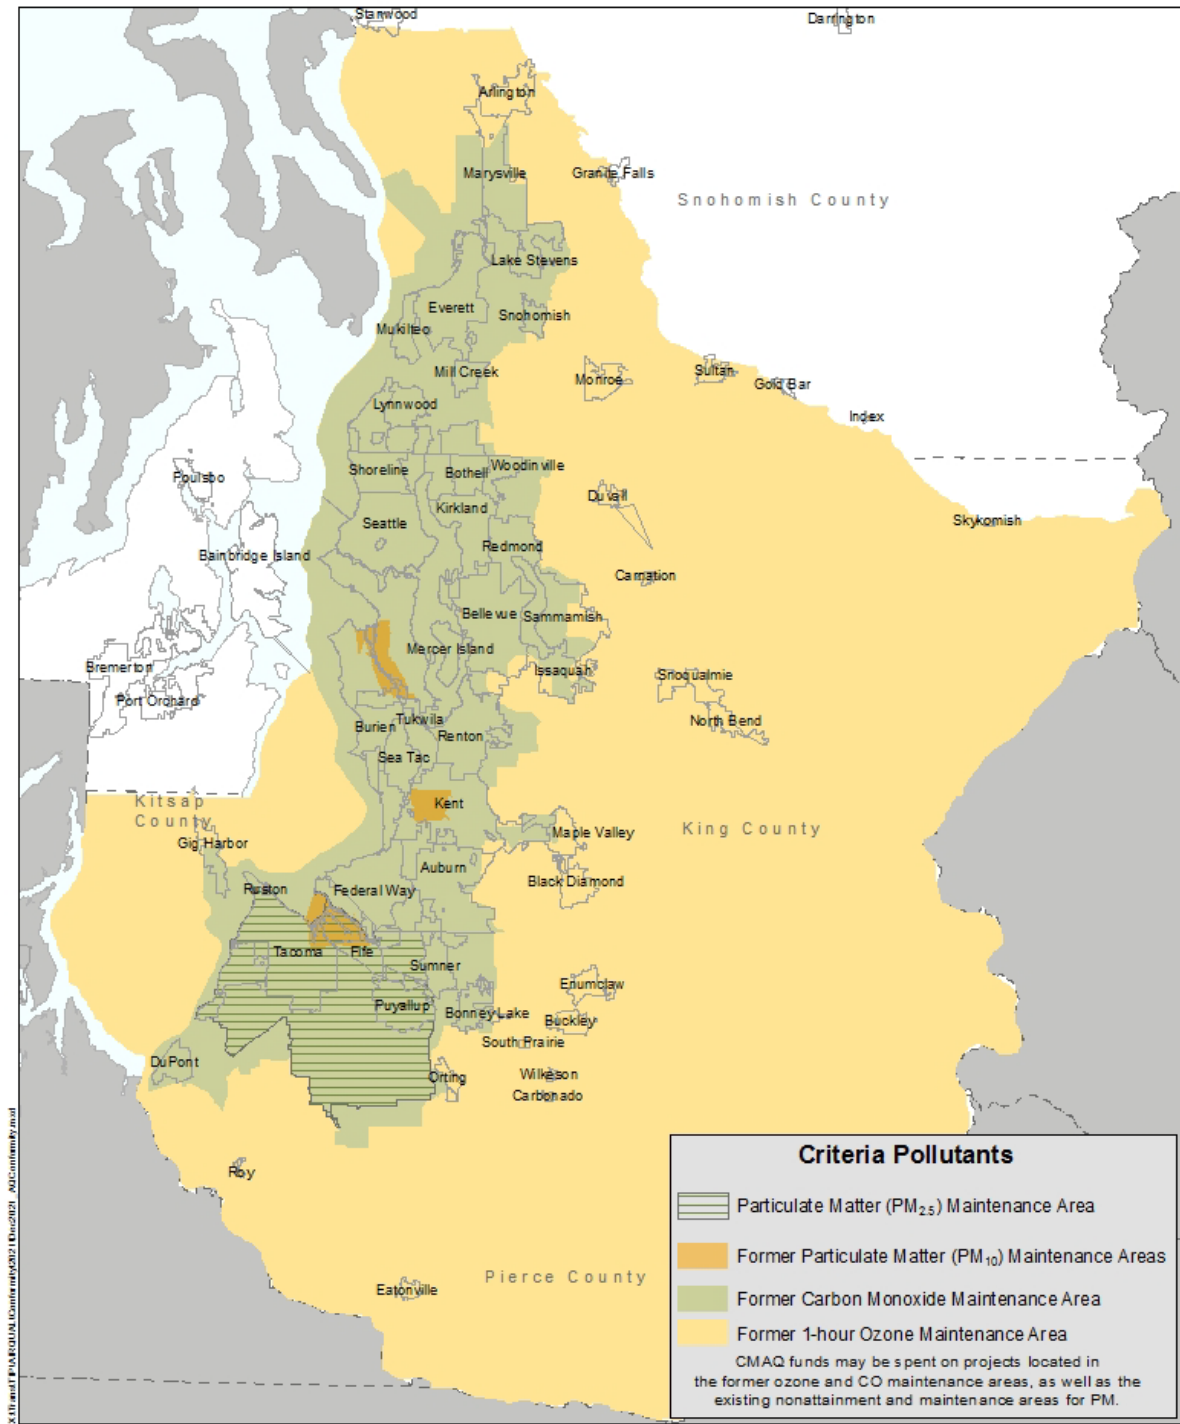 Stanwood
Darrington
Arlington
Marysville
Granite Falls
Snohomish County
Lake Stevens
Everett
Snohomish
Mukilteo
Mill Creek
Monroe
Sultan
Gold Bar
Lynnwood
Index
Shoreline
Bothell
Woodinville
Poulsbo
Duvall
Kirkland
Seattle
Skykomish
Redmond
Bainbridge Island
Carnation
Bellevue
Sammamish
Mercer Island
Bremerton
Issaquah
Snoqualmie
Port Orchard
Tukwila
North Bend
Burien
Renton
Sea Tac
Kitsap
County
Kent
King County
Maple Valley
Gig Harbor
Auburn
Black Diamond
Ruston
Federal Way
Tacoma
Fife
Sumner
Enumclaw
Puyallup
Bonney Lake
Buckley
South Prairie
DuPont
Orting
Wilkeson
Carbonado
Roy
Pierce County
Eatonville
Criteria Pollutants
Particulate Matter (PM2.5) Maintenance Area
Former Particulate Matter (PM10) Maintenance Areas
Former Carbon Monoxide Maintenance Area
Former 1-hour Ozone Maintenance Area
CMAQ funds may be spent on projects located in
the former ozone and CO maintenance areas, as well as the
existing nonattainment and maintenance areas for PM.